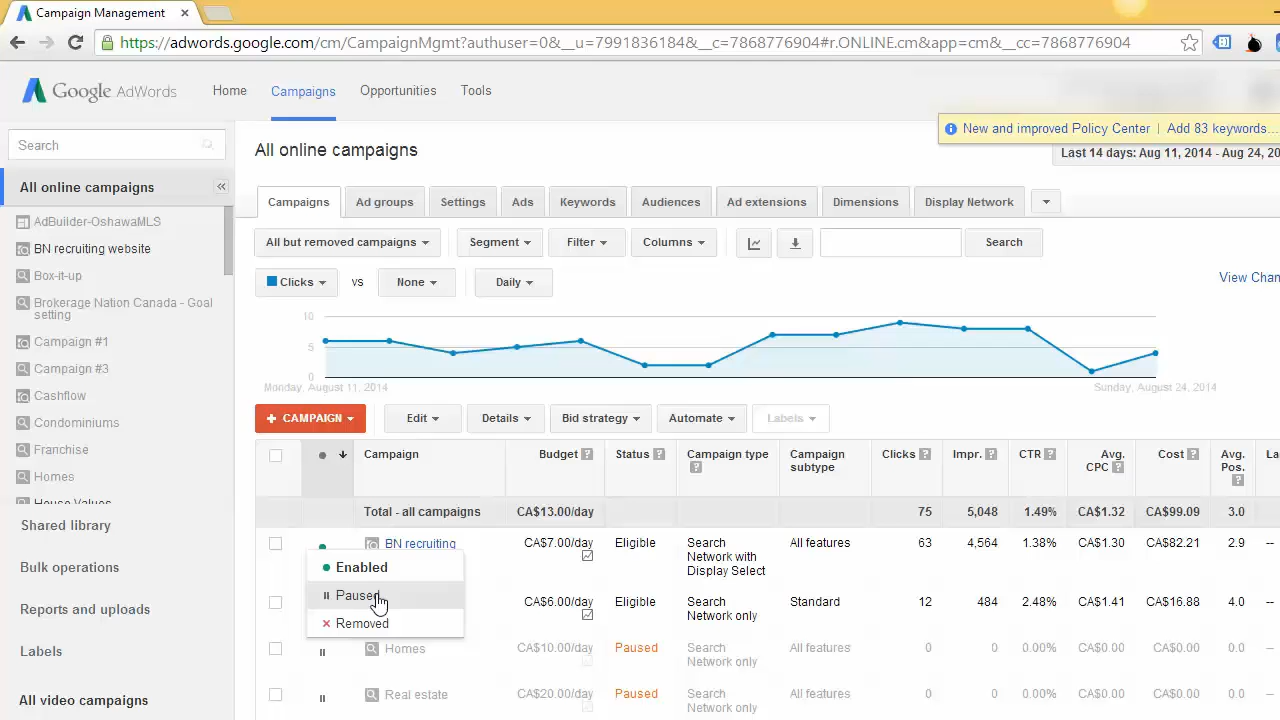 Campaign Management
https://adwords.google.com/cm/CampaignMgmt?authuser=0&__u=7991836184&__c=7868776904#r.ONLINE.cm&app=cm&__cc=7868776904
Google AdWords
Home
Campaigns
Opportunities
Tools
New and improved Policy Center | Add 83 keywords...
Search
All online campaigns
Last 14 days: Aug 11, 2014 - Aug 24, 20
All online campaigns
AdBuilder-OshawaMLS
BN recruiting website
Box-it-up
Brokerage Nation Canada - Goal
setting
Campaign #1
Campaign #3
Cashflow
Condominiums
Franchise
Homes
House Values
Shared library
Bulk operations
Reports and uploads
Labels
All video campaigns
Campaigns
Ad groups
Settings
Ads
Keywords
Audiences
Ad extensions
Dimensions
Display Network
All but removed campaigns
Segment
Filter
Columns
Search
Clicks
VS
None
Daily
View Chan
10
5
0
Monday, August 11, 2014
Sunday, August 24, 2014
+ CAMPAIGN
Edit
Details
Bid strategy
Automate
Labels
Campaign
Budget ?
Status ?
Campaign type ?
Campaign subtype
Clicks ?
Impr. ?
CTR ?
Avg. CPC ?
Cost ?
Avg. Pos. ?
La
Total - all campaigns
CA$13.00/day
75
5,048
1.49%
CA$1.32
CA$99.09
3.0
BN recruiting
CA$7.00/day
Eligible
Search
Network with
Display Select
All features
63
4,564
1.38%
CA$1.30
CA$82.21
2.9
--
Enabled
Paused
Removed
CA$6.00/day
Eligible
Search
Network only
Standard
12
484
2.48%
CA$1.41
CA$16.88
4.0
--
Homes
CA$10.00/day
Paused
Search
Network only
All features
0
0
0.00%
CA$0.00
CA$0.00
0.0
--
Real estate
CA$20.00/day
Paused
Search
Network only
All features
0
0
0.00%
CA$0.00
CA$0.00
0.0
--